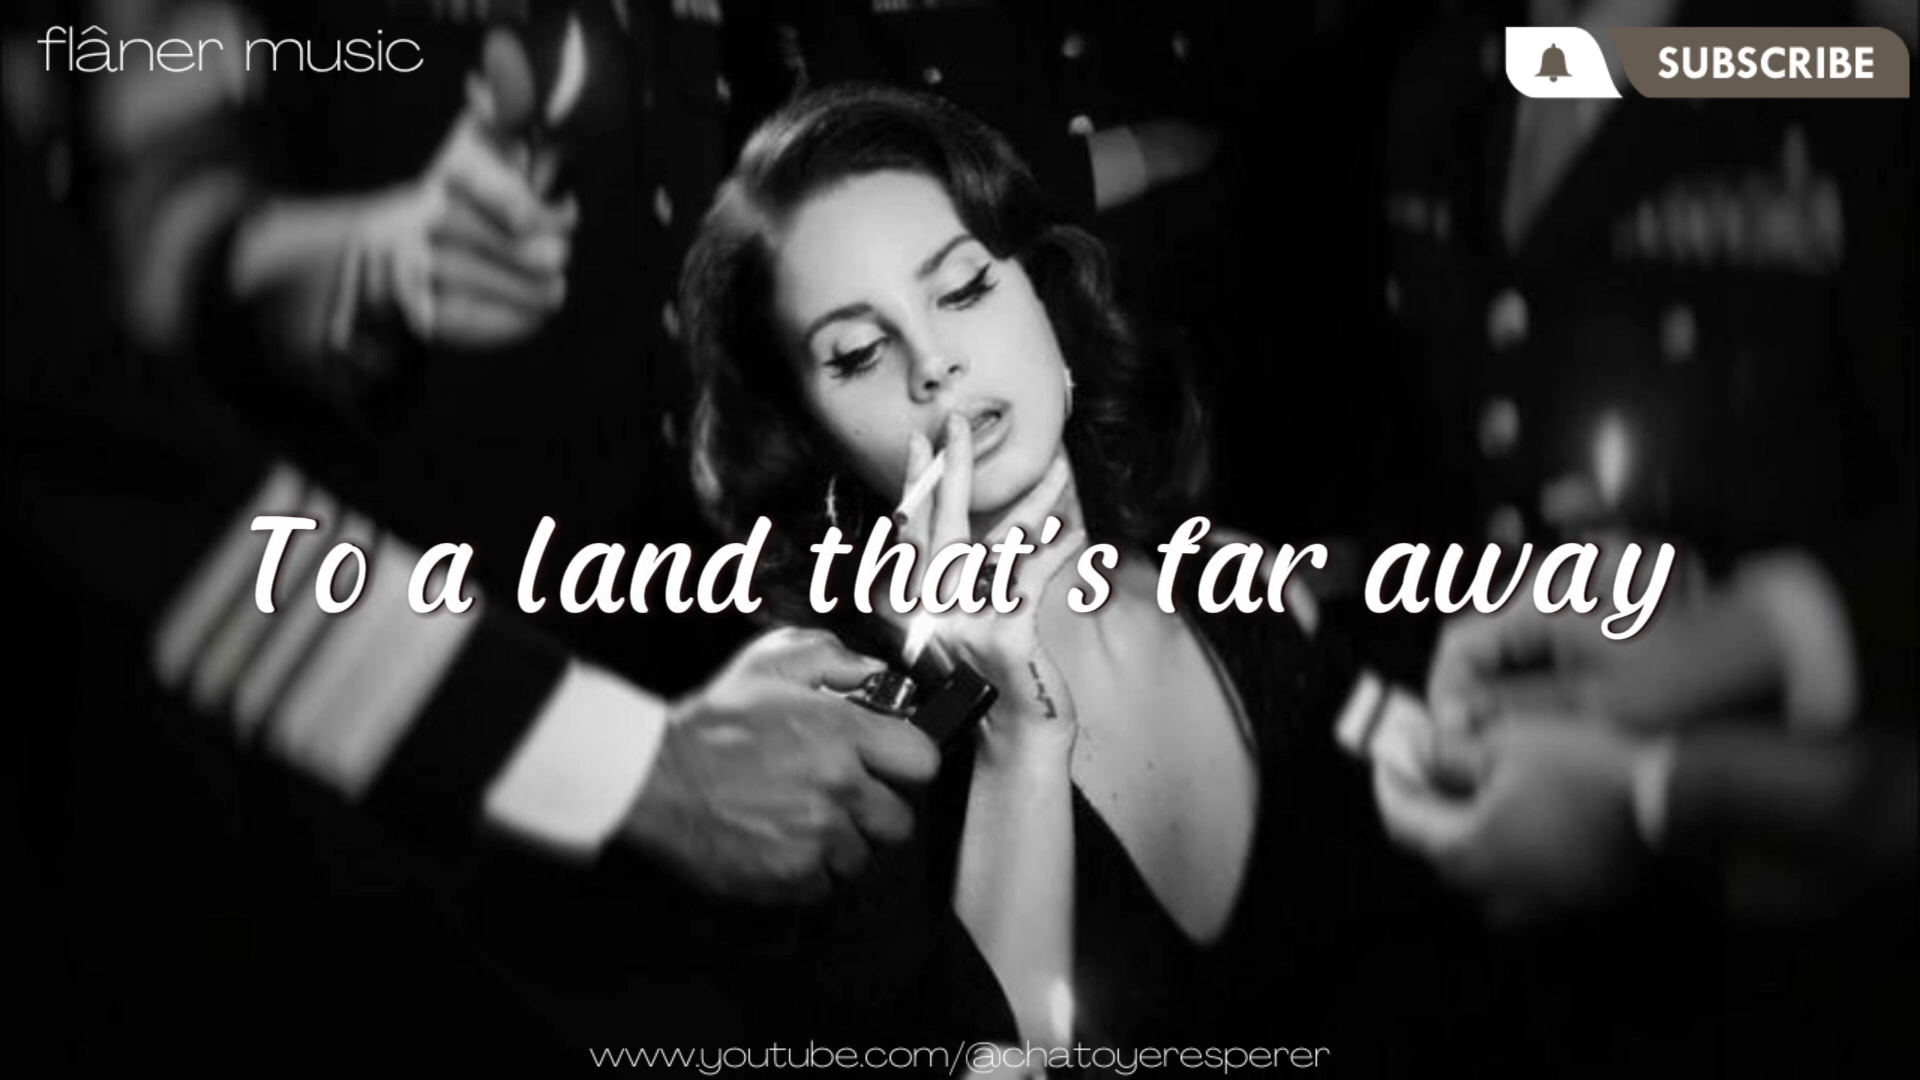 flâner music
SUBSCRIBE
To a land that's far away
www.youtube.com/@chatoyeresperer